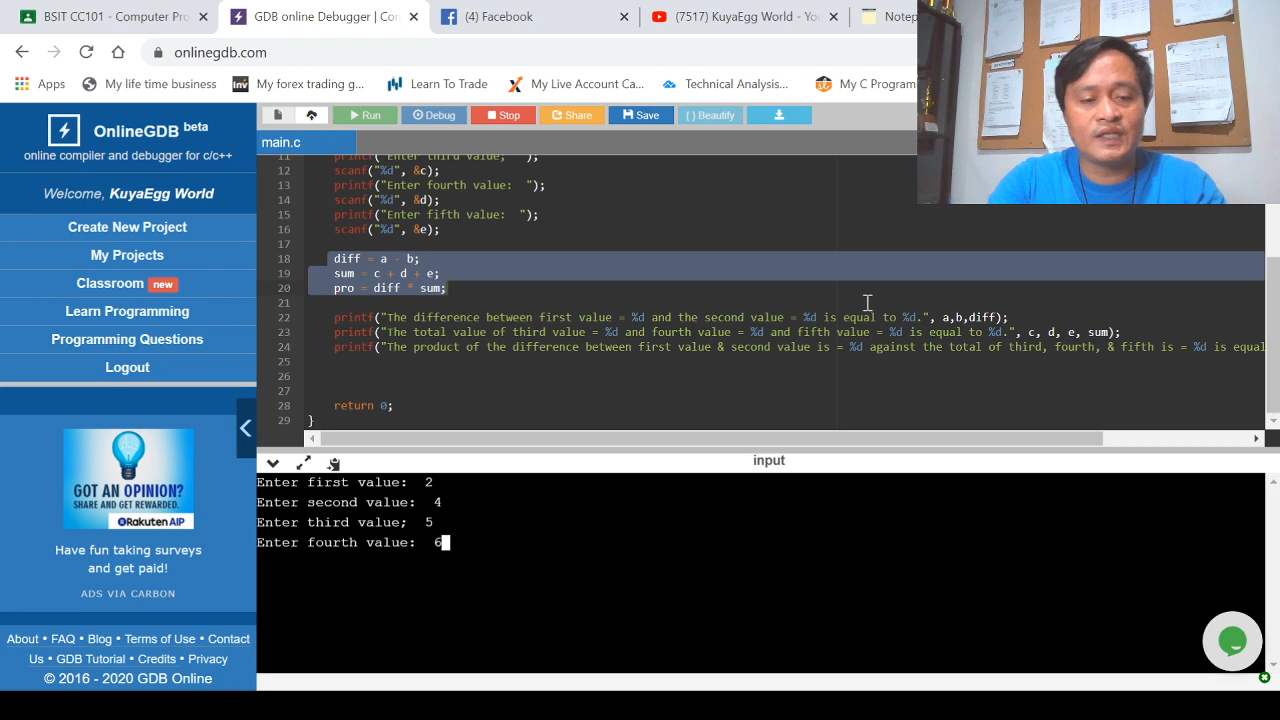 BSIT CC101 - Computer Pro
GDB online Debugger | Com
(4) Facebook
(7517) KuyaEgg World - You
Notep
onlinegdb.com
Apps
My life time business
My forex trading l...
Learn To Trade
My Live Account Ca...
Technical Analysis...
My C Program
OnlineGDB beta
online compiler and debugger for c/c++
Welcome, KuyaEgg World
Create New Project
My Projects
Classroom new
Learn Programming
Programming Questions
Logout
GOT AN OPINION?
SHARE AND GET REWARDED.
Rakuten AIP
Have fun taking surveys
and get paid!
ADS VIA CARBON
About • FAQ • Blog • Terms of Use • Contact
Us • GDB Tutorial • Credits • Privacy
© 2016 - 2020 GDB Online
Run
Debug
Stop
Share
Save
{ } Beautify
main.c
11 printf("Enter third value; ");
12 scanf("%d", &c);
13 printf("Enter fourth value:  ");
14 scanf("%d", &d);
15 printf("Enter fifth value:  ");
16 scanf("%d", &e);
17
18 diff = a - b;
19 sum = c + d + e;
20 pro = diff * sum;
21
22 printf("The difference between first value = %d and the second value = %d is equal to %d.", a,b,diff);
23 printf("The total value of third value = %d and fourth value = %d and fifth value = %d is equal to %d.", c, d, e, sum);
24 printf("The product of the difference between first value & second value is = %d against the total of third, fourth, & fifth is = %d is equal
25
26
27
28 return 0;
29 }
input
Enter first value:  2
Enter second value:  4
Enter third value;  5
Enter fourth value:  6